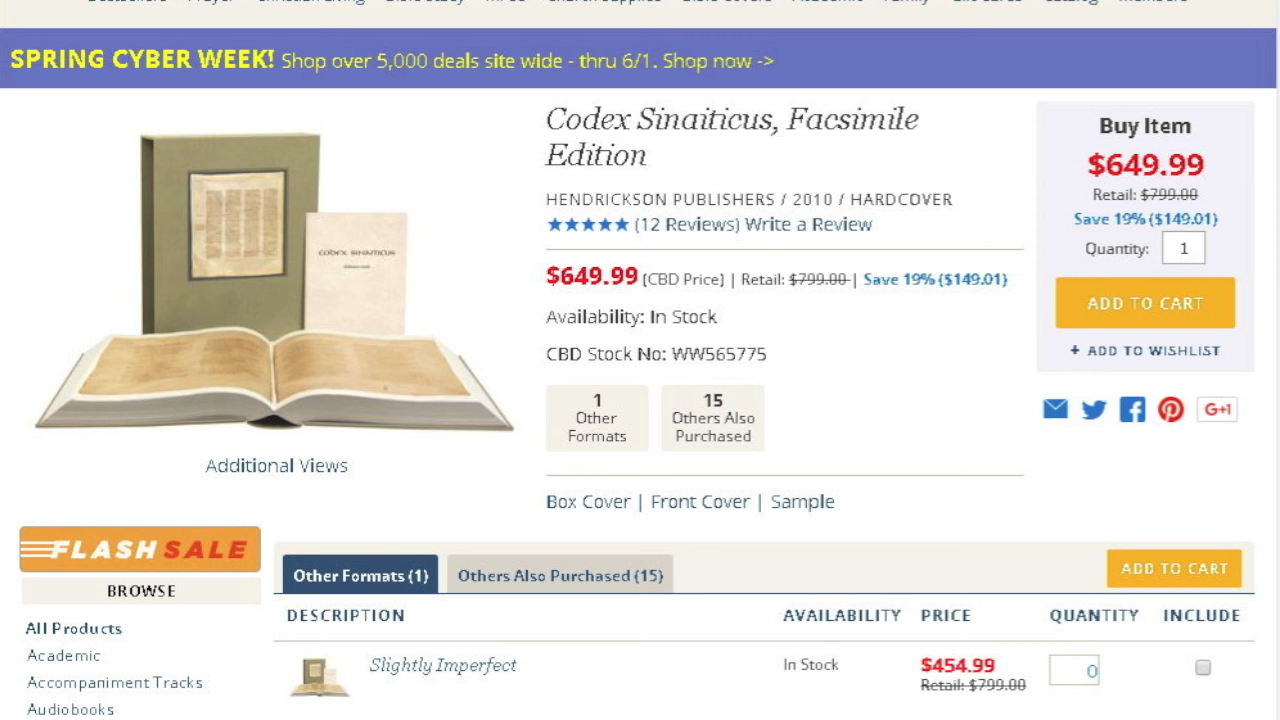 SPRING CYBER WEEK! Shop over 5,000 deals site wide - thru 6/1. Shop now ->
Codex Sinaiticus, Facsimile
Edition
HENDRICKSON PUBLISHERS / 2010 / HARDCOVER
(12 Reviews) Write a Review
$649.99 (CBD Price) | Retail: $799.00 | Save 19% ($149.01)
Availability: In Stock
CBD Stock No: WW565775
1
Other
Formats
15
Others Also
Purchased
Box Cover | Front Cover | Sample
Buy Item
$649.99
Retail: $799.00
Save 19% ($149.01)
Quantity: 1
ADD TO CART
+ ADD TO WISHLIST
G+1
CODEX SINAITICUS
Additional Views
FLASH SALE
BROWSE
All Products
Academic
Accompaniment Tracks
Audiobooks
Other Formats (1) Others Also Purchased (15) ADD TO CART
DESCRIPTION AVAILABILITY PRICE QUANTITY INCLUDE
Slightly Imperfect In Stock $454.99 0
Retail: $799.00